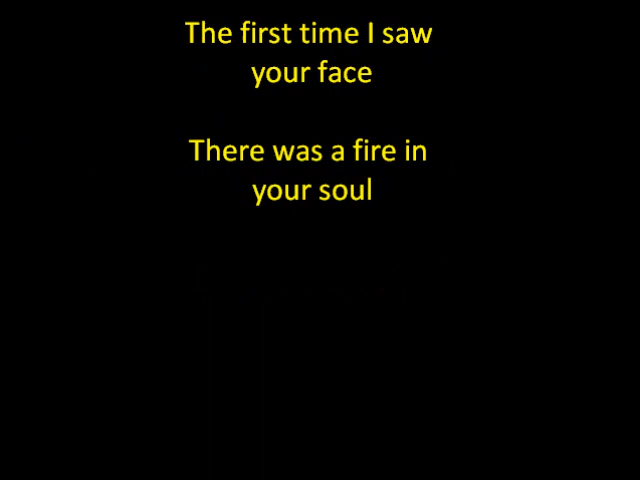 The first time I saw
your face
There was a fire in
your soul